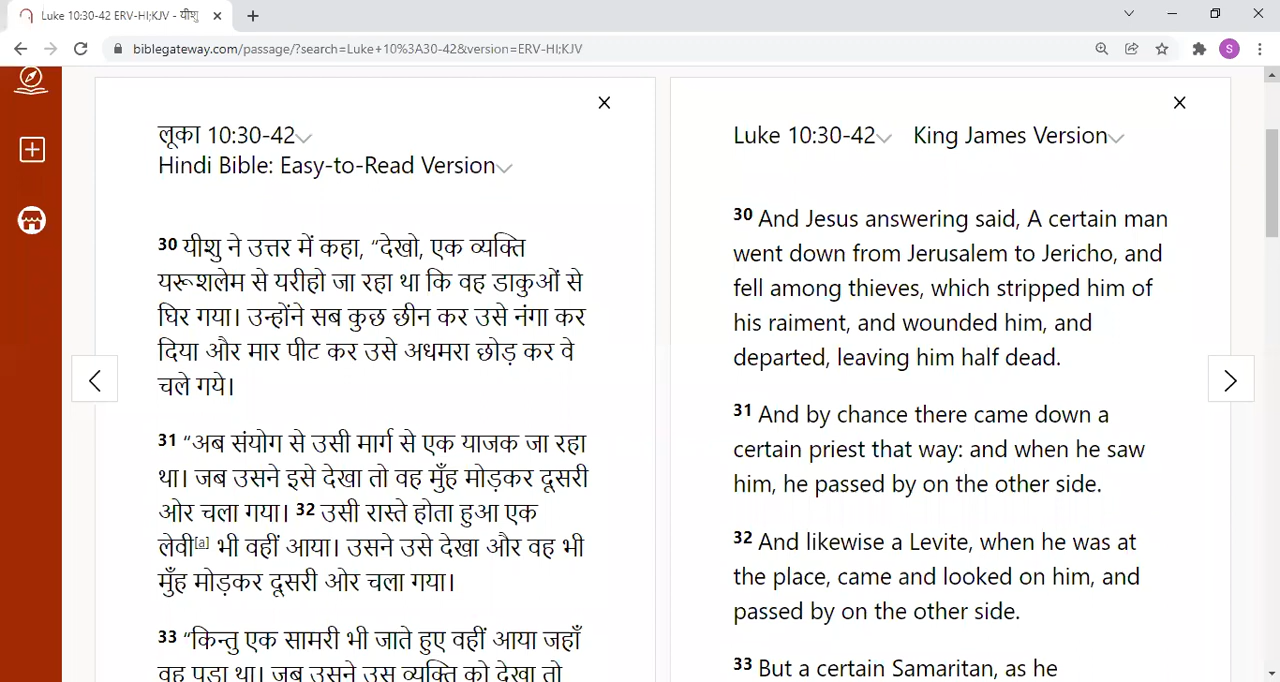 Luke 10:30-42 ERV-HI;KJV - यीशु
biblegateway.com/passage/?search=Luke+10%3A30-42&version=ERV-HI;KJV
S
लूका 10:30-42
Hindi Bible: Easy-to-Read Version
30 यीशु ने उत्तर में कहा, “देखो, एक व्यक्ति
यरूशलेम से यरीहो जा रहा था कि वह डाकुओं से
घिर गया। उन्होंने सब कुछ छीन कर उसे नंगा कर
दिया और मार पीट कर उसे अधमरा छोड़ कर वे
चले गये।
31 “अब संयोग से उसी मार्ग से एक याजक जा रहा
था। जब उसने इसे देखा तो वह मुँह मोड़कर दूसरी
ओर चला गया। 32 उसी रास्ते होता हुआ एक
लेवी[a] भी वहीं आया। उसने उसे देखा और वह भी
मुँह मोड़कर दूसरी ओर चला गया।
33 “किन्तु एक सामरी भी जाते हुए वहीं आया जहाँ
वह पड़ा था। जब उसने उस व्यक्ति को देखा तो
Luke 10:30-42 King James Version
30 And Jesus answering said, A certain man
went down from Jerusalem to Jericho, and
fell among thieves, which stripped him of
his raiment, and wounded him, and
departed, leaving him half dead.
31 And by chance there came down a
certain priest that way: and when he saw
him, he passed by on the other side.
32 And likewise a Levite, when he was at
the place, came and looked on him, and
passed by on the other side.
33 But a certain Samaritan, as he